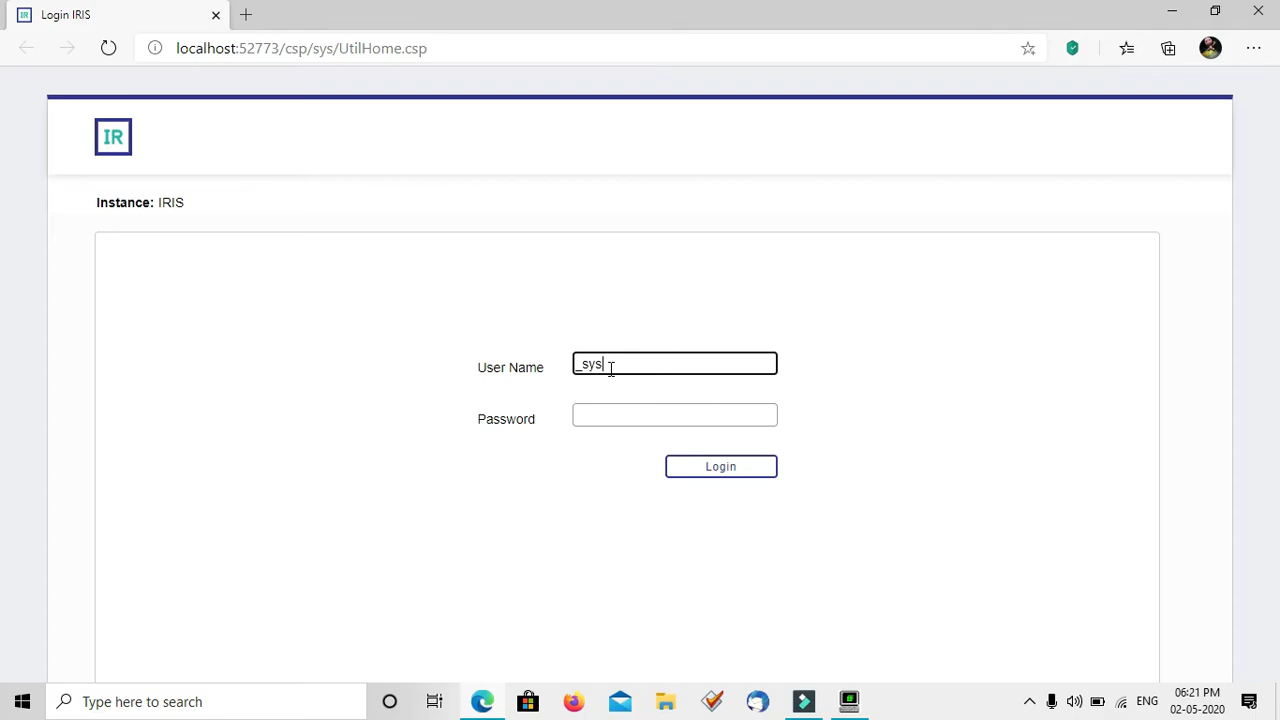 Login IRIS
localhost:52773/csp/sys/UtilHome.csp
IR
Instance: IRIS
User Name
_sys
Password
Login
Type here to search
ENG
06:21 PM
02-05-2020